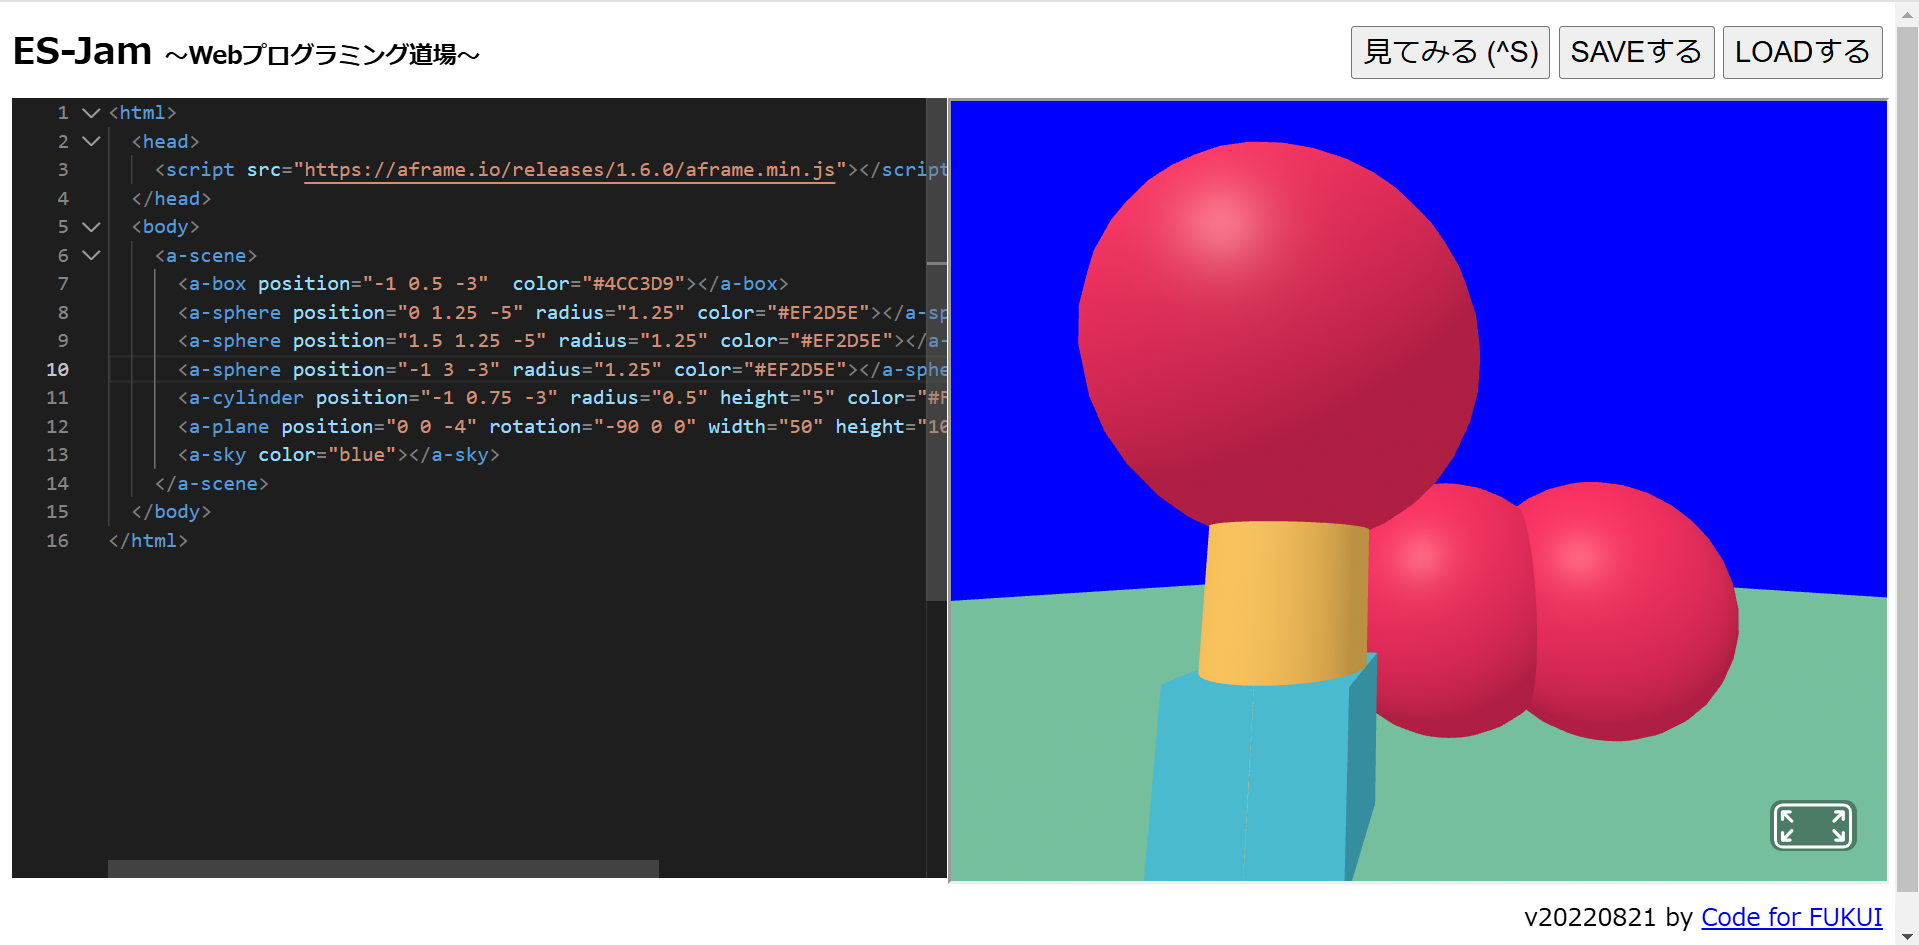 ES-Jam ～Webプログラミング道場～
見てみる (^S) SAVEする LOADする
1 <html>
2 <head>
3 <script src="https://aframe.io/releases/1.6.0/aframe.min.js"></script
4 </head>
5 <body>
6 <a-scene>
7 <a-box position="-1 0.5 -3"  color="#4CC3D9"></a-box>
8 <a-sphere position="0 1.25 -5" radius="1.25" color="#EF2D5E"></a-sp
9 <a-sphere position="1.5 1.25 -5" radius="1.25" color="#EF2D5E"></a-
10 <a-sphere position="-1 3 -3" radius="1.25" color="#EF2D5E"></a-sphe
11 <a-cylinder position="-1 0.75 -3" radius="0.5" height="5" color="#F
12 <a-plane position="0 0 -4" rotation="-90 0 0" width="50" height="10
13 <a-sky color="blue"></a-sky>
14 </a-scene>
15 </body>
16 </html>
v20220821 by Code for FUKUI